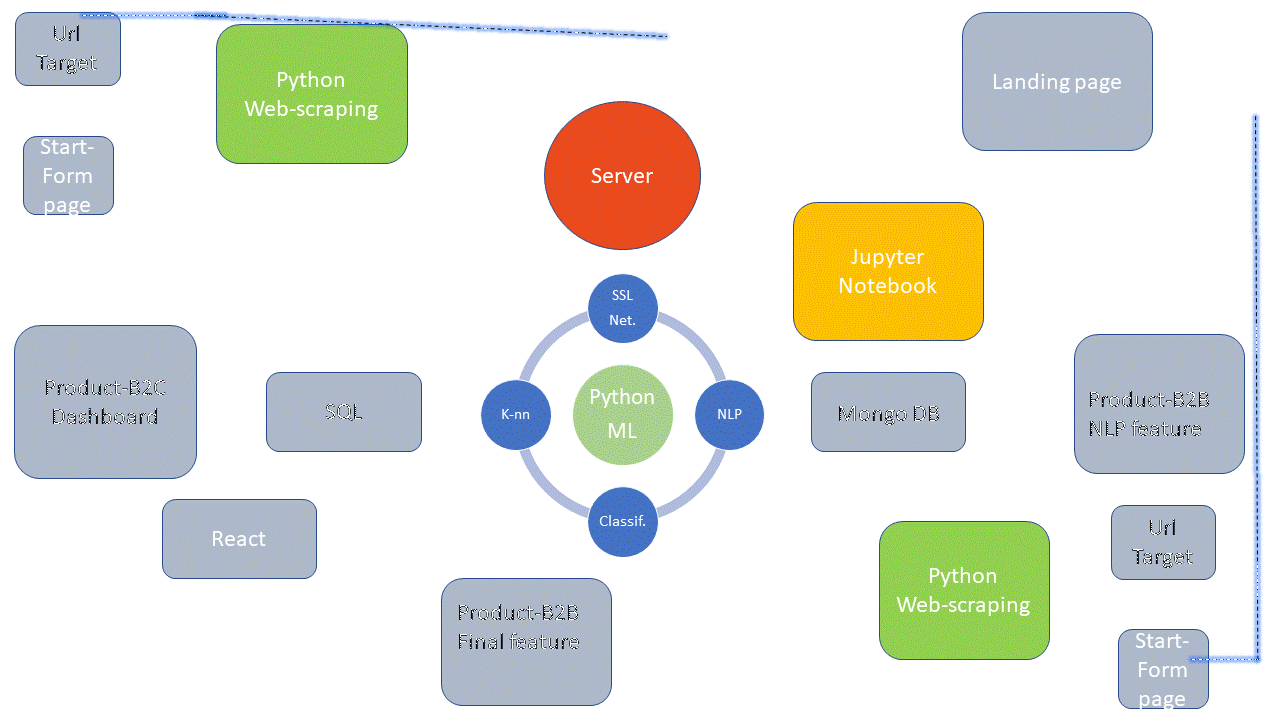 Url
Target
Python
Web-scraping
Landing page
Start-
Form
page
Server
Jupyter
Notebook
SSL
Net.
Product-B2C
Dashboard
SQL
K-nn
Python
ML
NLP
Mongo DB
Product-B2B
NLP feature
React
Classif.
Url
Target
Python
Web-scraping
Product-B2B
Final feature
Start-
Form
page